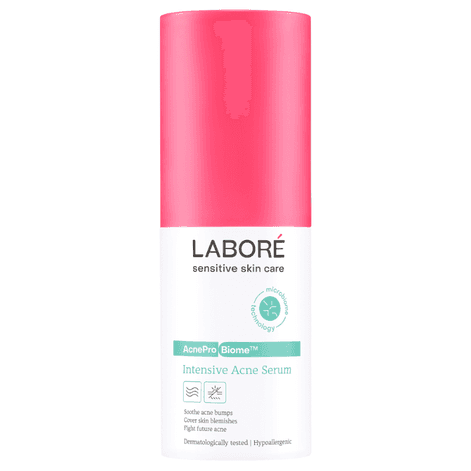 LABORÉ
sensitive skin care
microbiome
technology
AcnePro Biome™
Intensive Acne Serum
Soothe acne bumps
Cover skin blemishes
Fight future acne
Dermatologically tested | Hypoallergenic